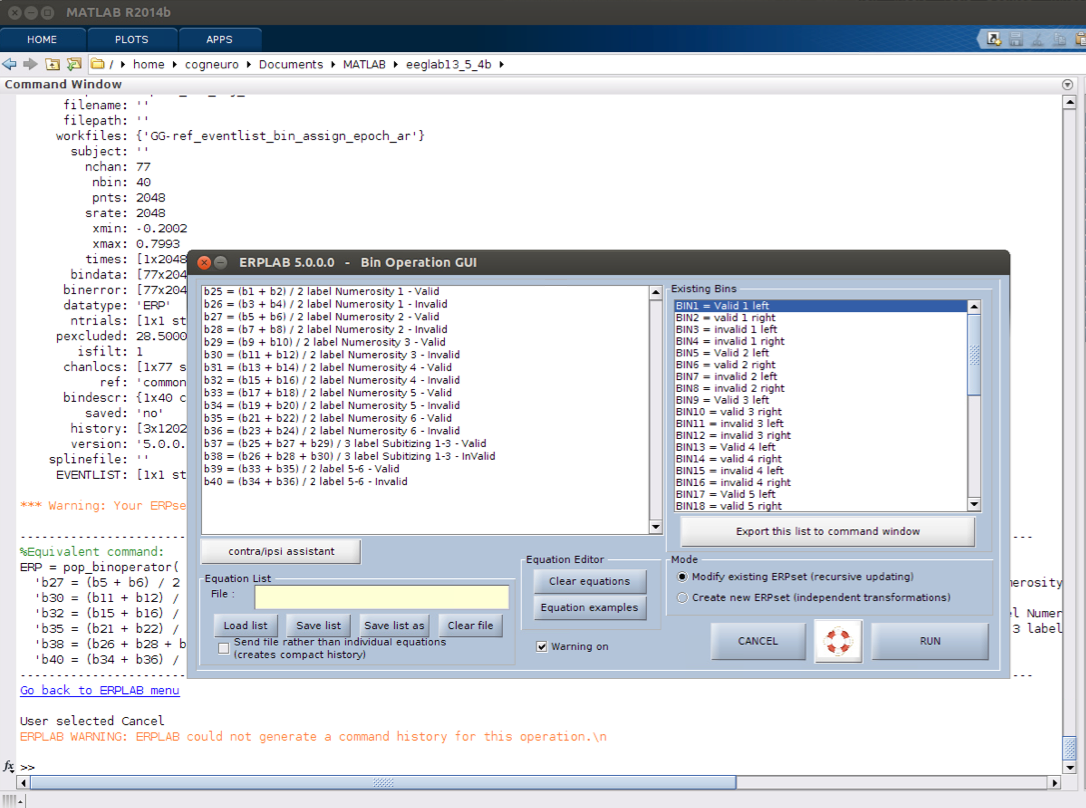 MATLAB R2014b
HOME
PLOTS
APPS
/ ▸ home ▸ cogneuro ▸ Documents ▸ MATLAB ▸ eeglab13_5_4b ▸
Command Window
filename: ''
filepath: ''
workfiles: {'GG-ref_eventlist_bin_assign_epoch_ar'}
subject: ''
nchan: 77
nbin: 40
pnts: 2048
srate: 2048
xmin: -0.2002
xmax: 0.7993
times: [1x2048
bindata: [77x204
binerror: [77x204
datatype: 'ERP'
ntrials: [1x1 st
pexcluded: 28.5000
isfilt: 1
chanlocs: [1x77 s
ref: 'common
bindescr: {1x40 c
saved: 'no'
history: [3x1202
version: '5.0.0.
splinefile: ''
EVENTLIST: [1x1 st
*** Warning: Your ERPse
%Equivalent command:
ERP = pop_binoperator(
'b27 = (b5 + b6) / 2
merosity
'b30 = (b11 + b12) /
'b32 = (b15 + b16) /
l Numer
'b35 = (b21 + b22) /
3 label
'b38 = (b26 + b28 + b
'b40 = (b34 + b36) /
Go back to ERPLAB menu
User selected Cancel
ERPLAB WARNING: ERPLAB could not generate a command history for this operation.\n
fx >>
ERPLAB 5.0.0.0 - Bin Operation GUI
b25 = (b1 + b2) / 2 label Numerosity 1 - Valid
b26 = (b3 + b4) / 2 label Numerosity 1 - Invalid
b27 = (b5 + b6) / 2 label Numerosity 2 - Valid
b28 = (b7 + b8) / 2 label Numerosity 2 - Invalid
b29 = (b9 + b10) / 2 label Numerosity 3 - Valid
b30 = (b11 + b12) / 2 label Numerosity 3 - Invalid
b31 = (b13 + b14) / 2 label Numerosity 4 - Valid
b32 = (b15 + b16) / 2 label Numerosity 4 - Invalid
b33 = (b17 + b18) / 2 label Numerosity 5 - Valid
b34 = (b19 + b20) / 2 label Numerosity 5 - Invalid
b35 = (b21 + b22) / 2 label Numerosity 6 - Valid
b36 = (b23 + b24) / 2 label Numerosity 6 - Invalid
b37 = (b25 + b27 + b29) / 3 label Subitizing 1-3 - Valid
b38 = (b26 + b28 + b30) / 3 label Subitizing 1-3 - InValid
b39 = (b33 + b35) / 2 label 5-6 - Valid
b40 = (b34 + b36) / 2 label 5-6 - Invalid
Existing Bins
BIN1 = Valid 1 left
BIN2 = valid 1 right
BIN3 = invalid 1 left
BIN4 = invalid 1 right
BIN5 = Valid 2 left
BIN6 = valid 2 right
BIN7 = invalid 2 left
BIN8 = invalid 2 right
BIN9 = Valid 3 left
BIN10 = valid 3 right
BIN11 = invalid 3 left
BIN12 = invalid 3 right
BIN13 = Valid 4 left
BIN14 = valid 4 right
BIN15 = invalid 4 left
BIN16 = invalid 4 right
BIN17 = Valid 5 left
BIN18 = valid 5 right
Export this list to command window
contra/ipsi assistant
Equation List
File :
Load list
Save list
Save list as
Clear file
Send file rather than individual equations
(creates compact history)
Equation Editor
Clear equations
Equation examples
Warning on
Mode
Modify existing ERPset (recursive updating)
Create new ERPset (independent transformations)
CANCEL
RUN